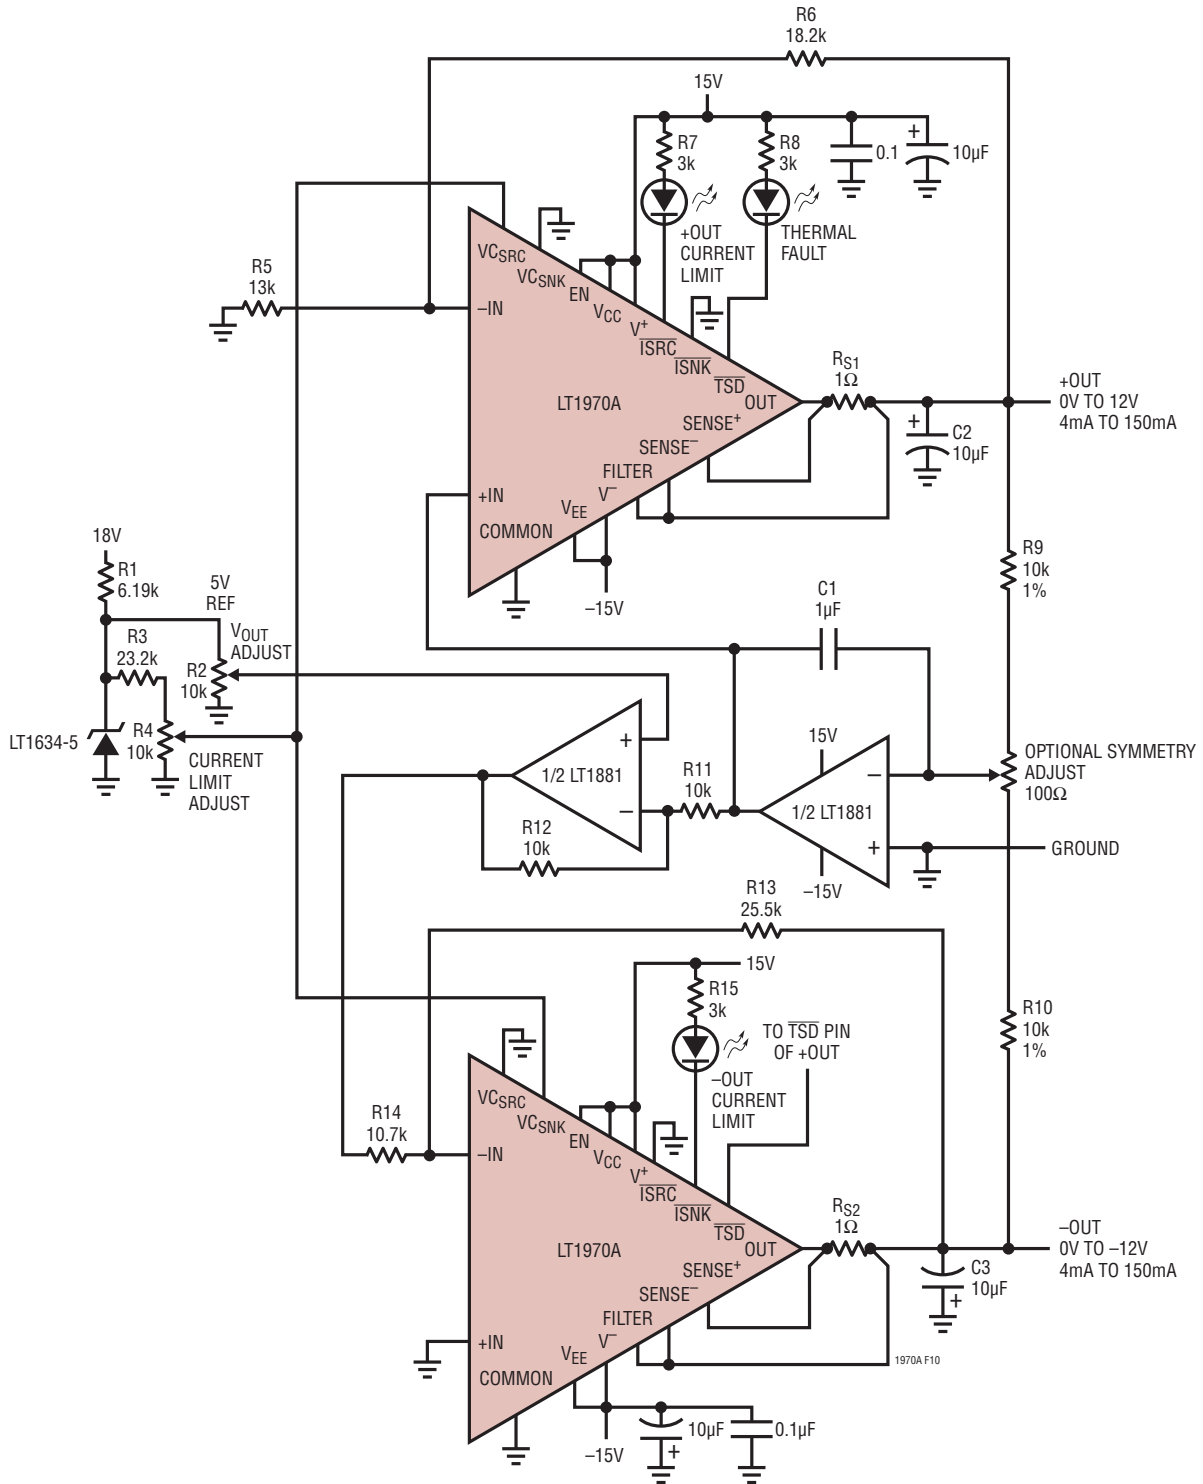 R6
18.2k
15V
R7
3k
R8
3k
0.1
+
10µF
+OUT
CURRENT
LIMIT
THERMAL
FAULT
R5
13k
VCSRC
VCSNK
EN
VCC
V+
ISRC
ISNK
TSD
OUT
–IN
LT1970A
SENSE+
SENSE–
FILTER
V–
VEE
+IN
COMMON
–15V
RS1
1Ω
+
C2
10µF
+OUT
0V TO 12V
4mA TO 150mA
18V
R1
6.19k
5V
REF
R3
23.2k
VOUT
ADJUST
R2
10k
LT1634-5
R4
10k
CURRENT
LIMIT
ADJUST
C1
1µF
R9
10k
1%
+
1/2 LT1881
–
R11
10k
R12
10k
15V
–
1/2 LT1881
+
–15V
OPTIONAL SYMMETRY
ADJUST
100Ω
GROUND
R13
25.5k
15V
R15
3k
TO TSD PIN
OF +OUT
–OUT
CURRENT
LIMIT
R10
10k
1%
R14
10.7k
VCSRC
VCSNK
EN
VCC
V+
ISRC
ISNK
TSD
OUT
–IN
LT1970A
SENSE+
SENSE–
FILTER
V–
VEE
+IN
COMMON
RS2
1Ω
–OUT
0V TO –12V
4mA TO 150mA
C3
10µF
+
1970A F10
–15V
10µF
+
0.1µF